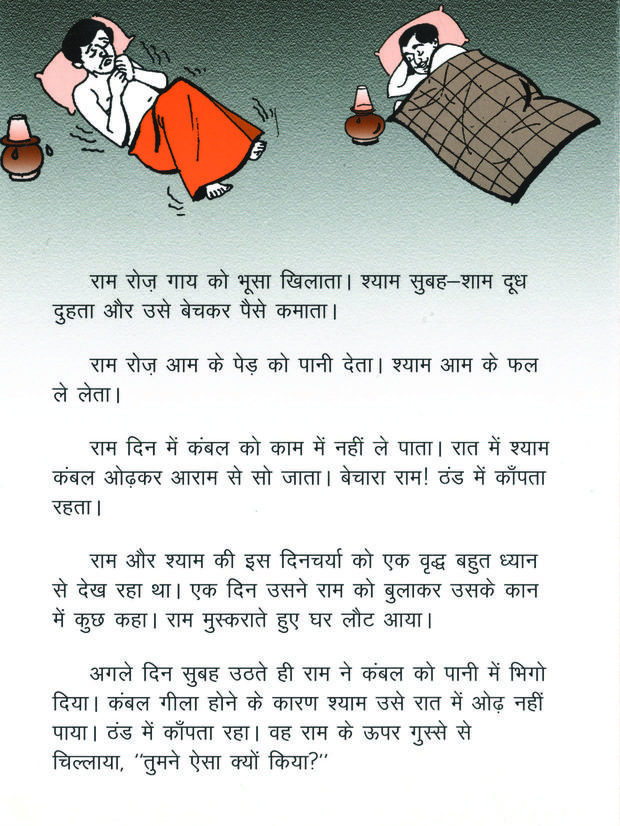 राम रोज़ गाय को भूसा खिलाता। श्याम सुबह–शाम दूध
दुहता और उसे बेचकर पैसे कमाता।
राम रोज़ आम के पेड़ को पानी देता। श्याम आम के फल
ले लेता।
राम दिन में कंबल को काम में नहीं ले पाता। रात में श्याम
कंबल ओढ़कर आराम से सो जाता। बेचारा राम! ठंड में काँपता
रहता।
राम और श्याम की इस दिनचर्या को एक वृद्ध बहुत ध्यान
से देख रहा था। एक दिन उसने राम को बुलाकर उसके कान
में कुछ कहा। राम मुस्कराते हुए घर लौट आया।
अगले दिन सुबह उठते ही राम ने कंबल को पानी में भिगो
दिया। कंबल गीला होने के कारण श्याम उसे रात में ओढ़ नहीं
पाया। ठंड में काँपता रहा। वह राम के ऊपर गुस्से से
चिल्लाया, "तुमने ऐसा क्यों किया?"